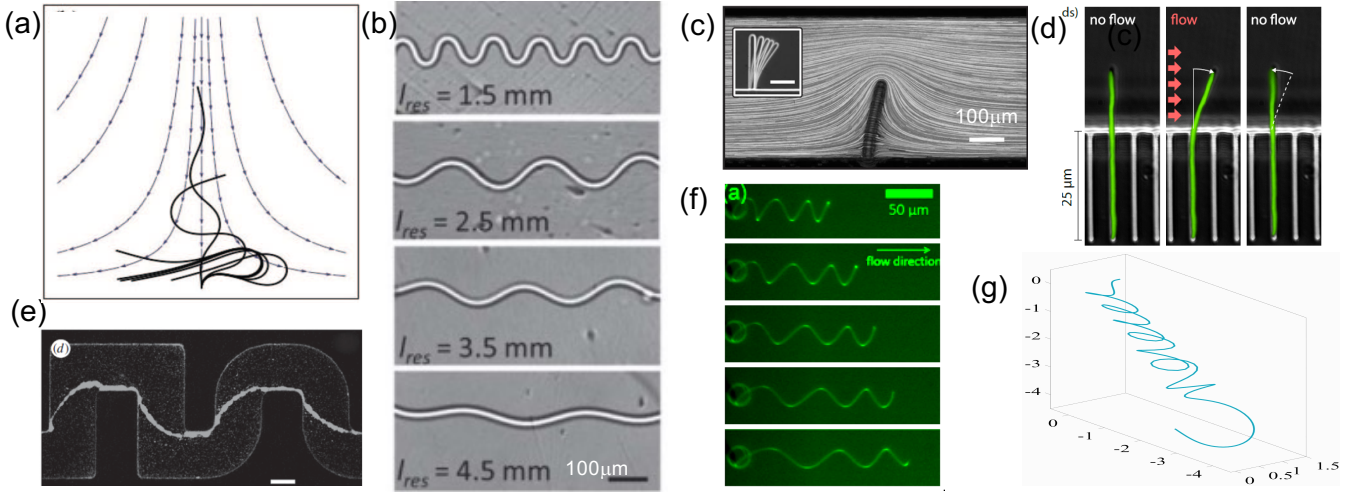 (a)
(b)
l_res = 1.5 mm
l_res = 2.5 mm
l_res = 3.5 mm
l_res = 4.5 mm
100μm
(c)
100μm
(d)
ds)
no flow
flow
no flow
(c)
25 μm
(e)
(d)
(f)
(a)
50 μm
flow direction
(g)
0
-1
-2
-3
-4
0
-1
-2
-3
-4
0
0.5
1
1.5